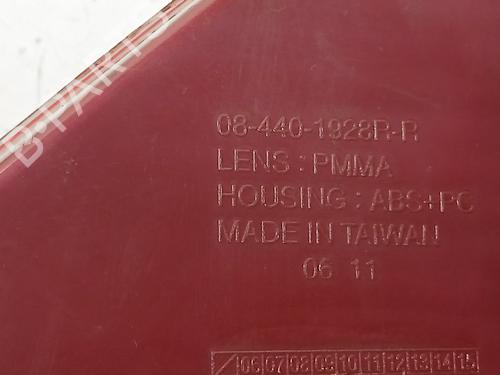 B-PARTS
08-440-1928R-R
LENS : PMMA
HOUSING : ABS+PC
MADE IN TAIWAN
06 11
06 07 08 09 10 11 12 13 14 15